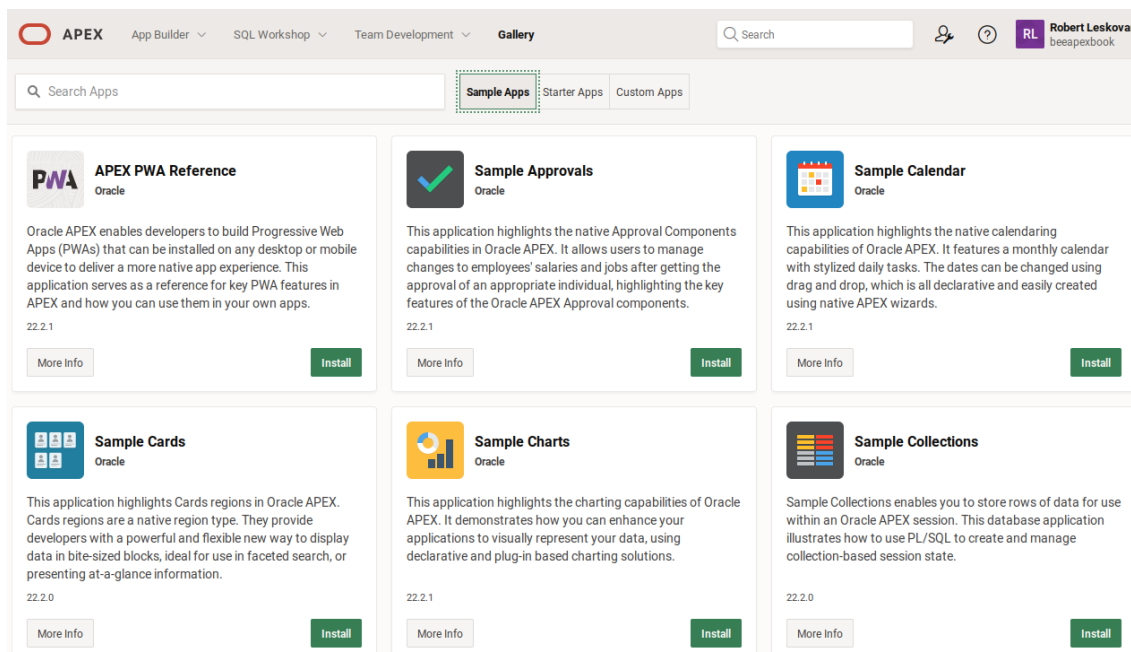 APEX App Builder SQL Workshop Team Development Gallery Search ? RL Robert Leskovar
beeapexbook
Search Apps Sample Apps Starter Apps Custom Apps
PWA
APEX PWA Reference
Oracle
Oracle APEX enables developers to build Progressive Web
Apps (PWAs) that can be installed on any desktop or mobile
device to deliver a more native app experience. This
application serves as a reference for key PWA features in
APEX and how you can use them in your own apps.
22.2.1
More Info Install
Sample Approvals
Oracle
This application highlights the native Approval Components
capabilities in Oracle APEX. It allows users to manage
changes to employees' salaries and jobs after getting the
approval of an appropriate individual, highlighting the key
features of the Oracle APEX Approval components.
22.2.1
More Info Install
Sample Calendar
Oracle
This application highlights the native calendaring
capabilities of Oracle APEX. It features a monthly calendar
with stylized daily tasks. The dates can be changed using
drag and drop, which is all declarative and easily created
using native APEX wizards.
22.2.1
More Info Install
Sample Cards
Oracle
This application highlights Cards regions in Oracle APEX.
Cards regions are a native region type. They provide
developers with a powerful and flexible new way to display
data in bite-sized blocks, ideal for use in faceted search, or
presenting at-a-glance information.
22.2.0
More Info Install
Sample Charts
Oracle
This application highlights the charting capabilities of Oracle
APEX. It demonstrates how you can enhance your
applications to visually represent your data, using
declarative and plug-in based charting solutions.
22.2.1
More Info Install
Sample Collections
Oracle
Sample Collections enables you to store rows of data for use
within an Oracle APEX session. This database application
illustrates how to use PL/SQL to create and manage
collection-based session state.
22.2.0
More Info Install